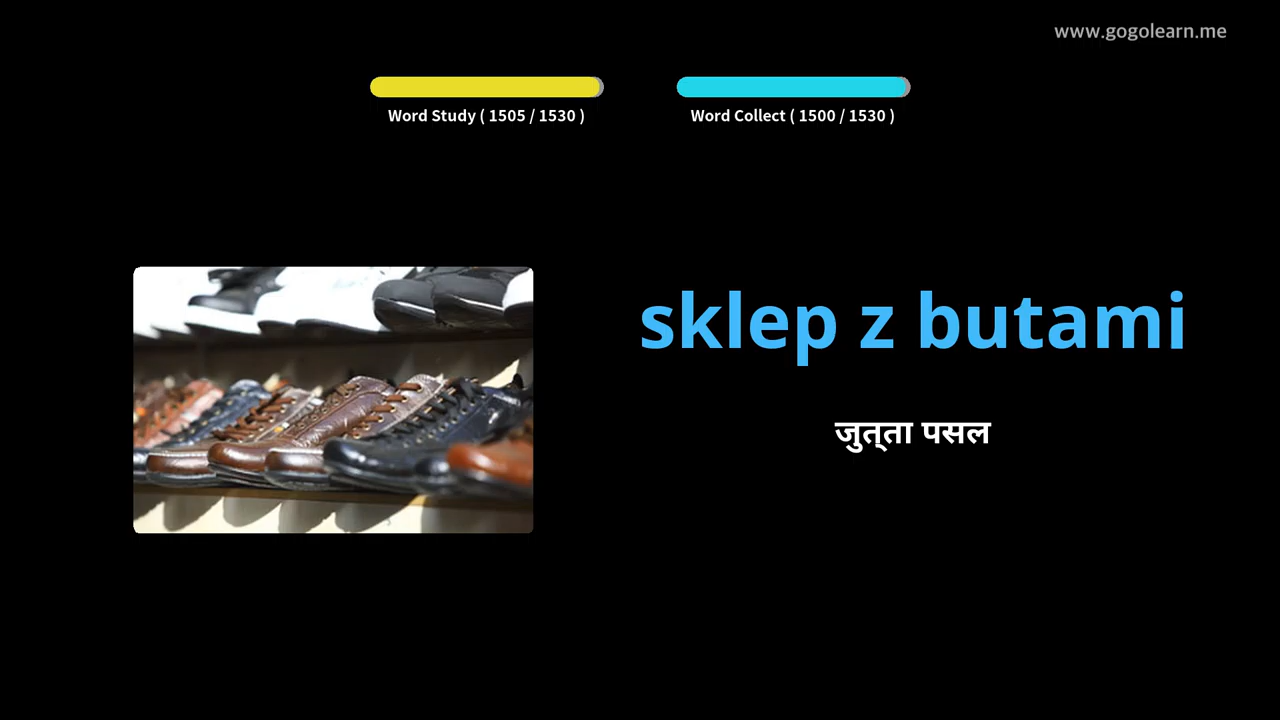 www.gogolearn.me
Word Study ( 1505 / 1530 )
Word Collect ( 1500 / 1530 )
sklep z butami
जुत्ता पसल